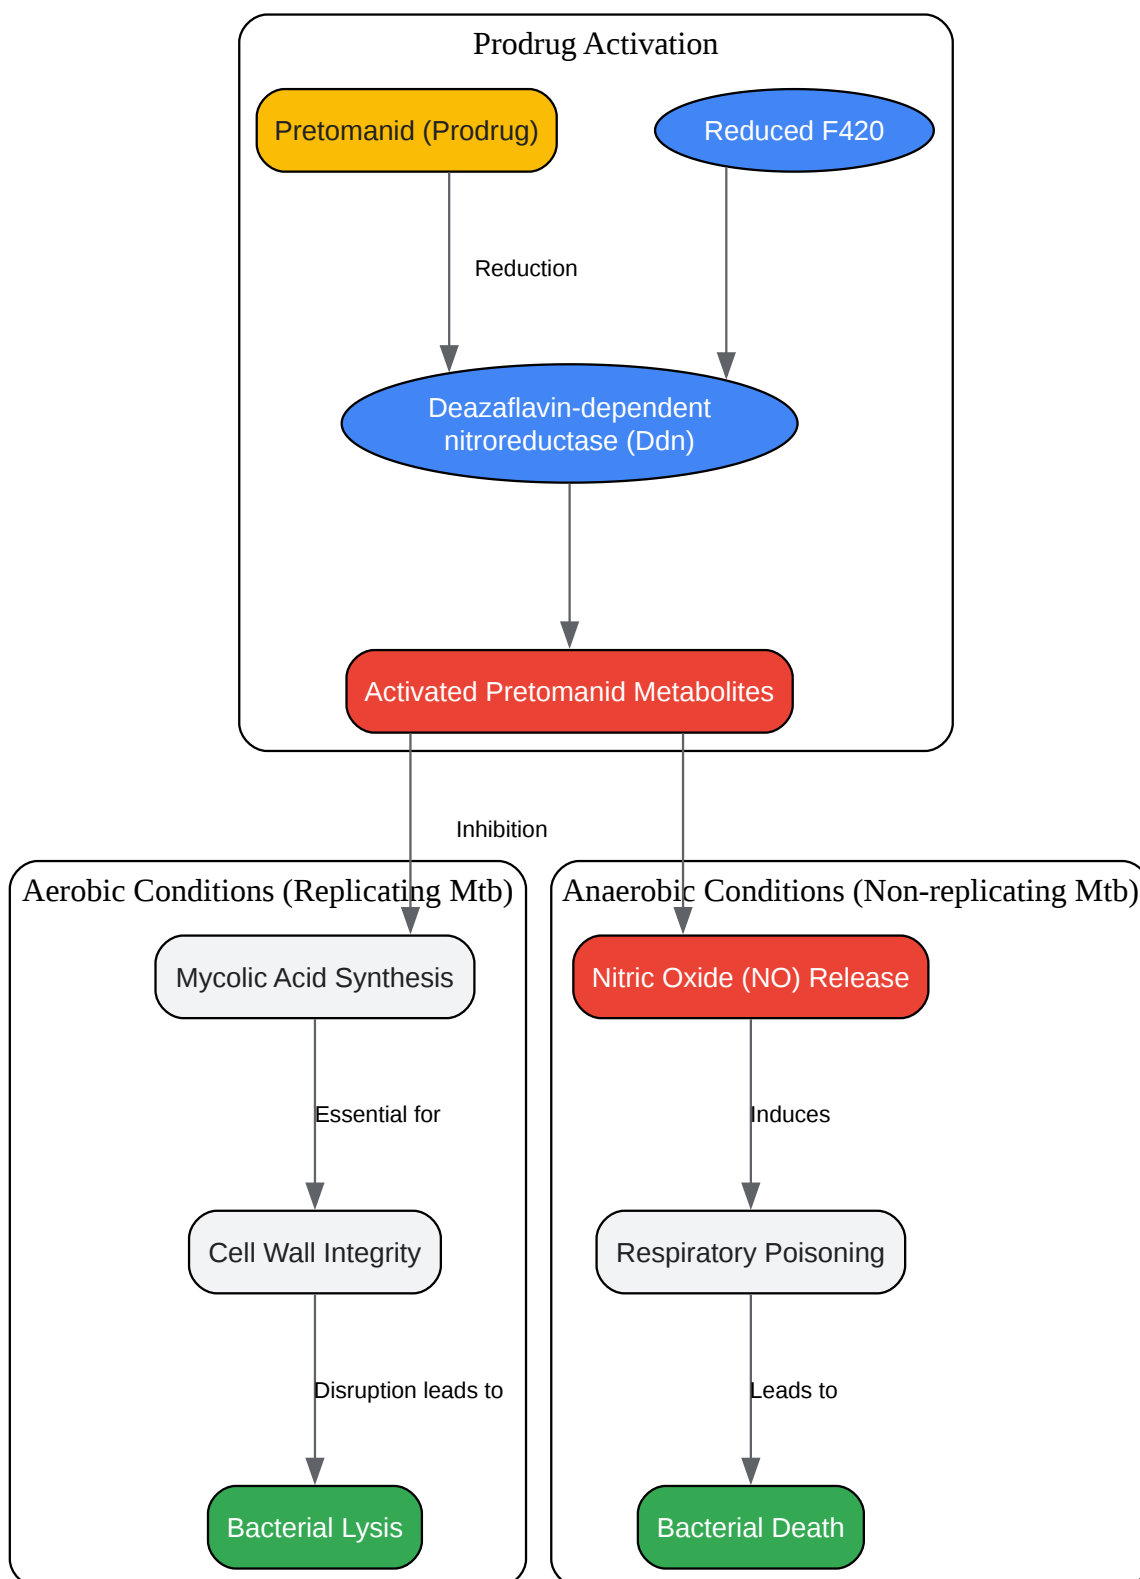 Prodrug Activation
Pretomanid (Prodrug)
Reduced F420
Reduction
Deazaflavin-dependent
nitroreductase (Ddn)
Activated Pretomanid Metabolites
Inhibition
Aerobic Conditions (Replicating Mtb)
Anaerobic Conditions (Non-replicating Mtb)
Mycolic Acid Synthesis
Nitric Oxide (NO) Release
Essential for
Induces
Cell Wall Integrity
Respiratory Poisoning
Disruption leads to
Leads to
Bacterial Lysis
Bacterial Death